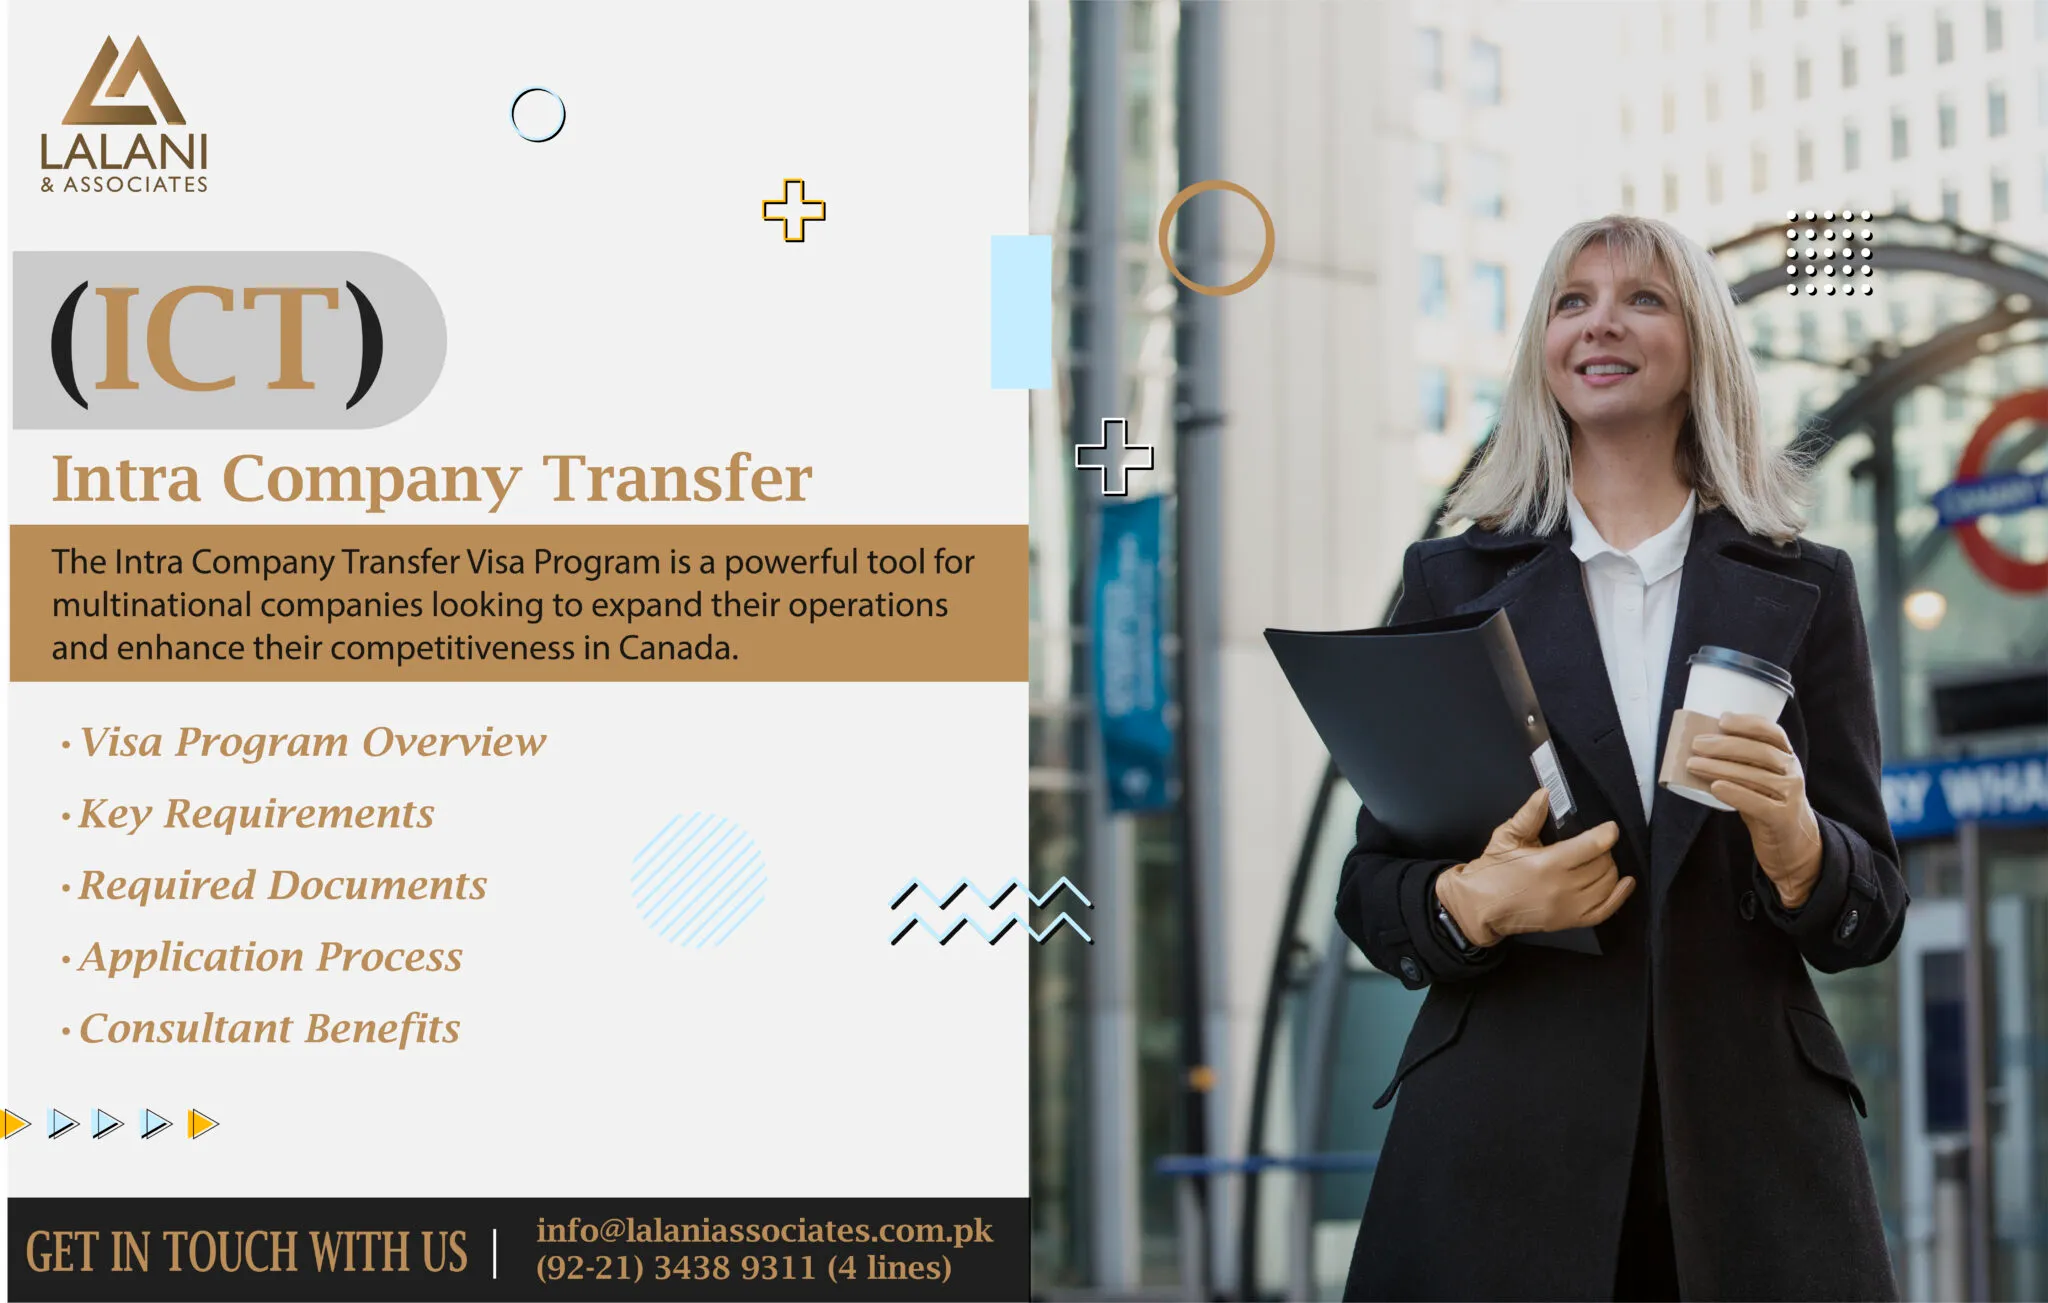 LALANI
& ASSOCIATES
(ICT)
Intra Company Transfer
The Intra Company Transfer Visa Program is a powerful tool for
multinational companies looking to expand their operations
and enhance their competitiveness in Canada.
· Visa Program Overview
· Key Requirements
· Required Documents
· Application Process
· Consultant Benefits
GET IN TOUCH WITH US
info@lalaniassociates.com.pk
(92-21) 3438 9311 (4 lines)
RY WHA